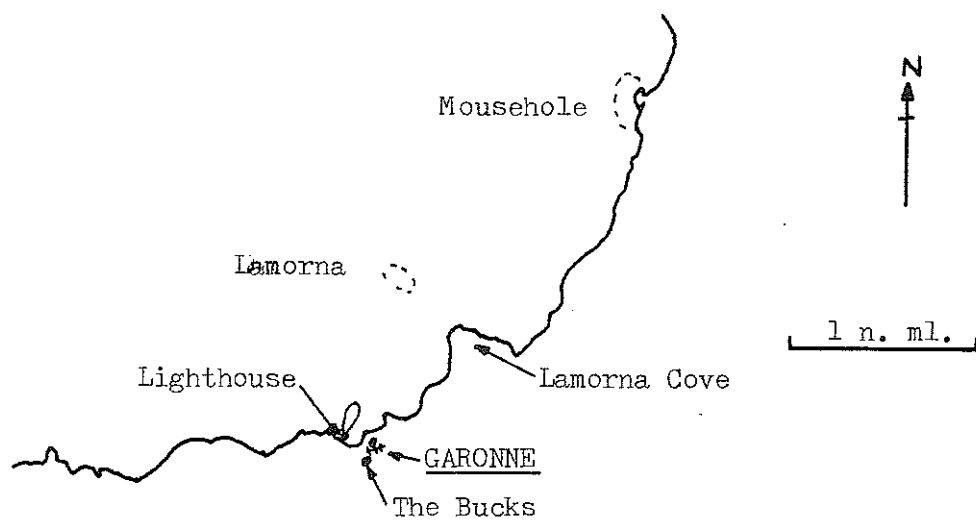 N
Mousehole
Lamorna
1 n. ml.
Lighthouse
Lamorna Cove
GARONNE
The Bucks